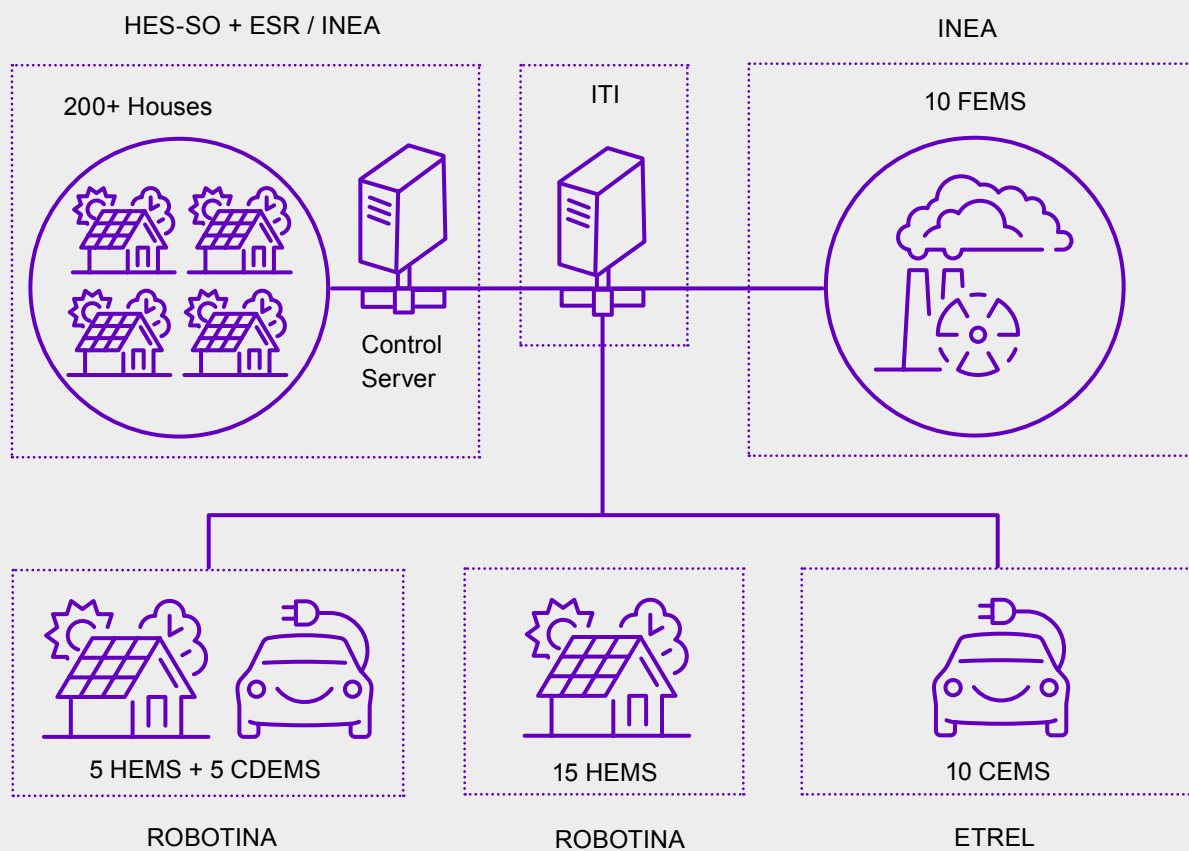 HES-SO + ESR / INEA
INEA
200+ Houses
ITI
10 FEMS
Control
Server
5 HEMS + 5 CDEMS
15 HEMS
10 CEMS
ROBOTINA
ROBOTINA
ETREL